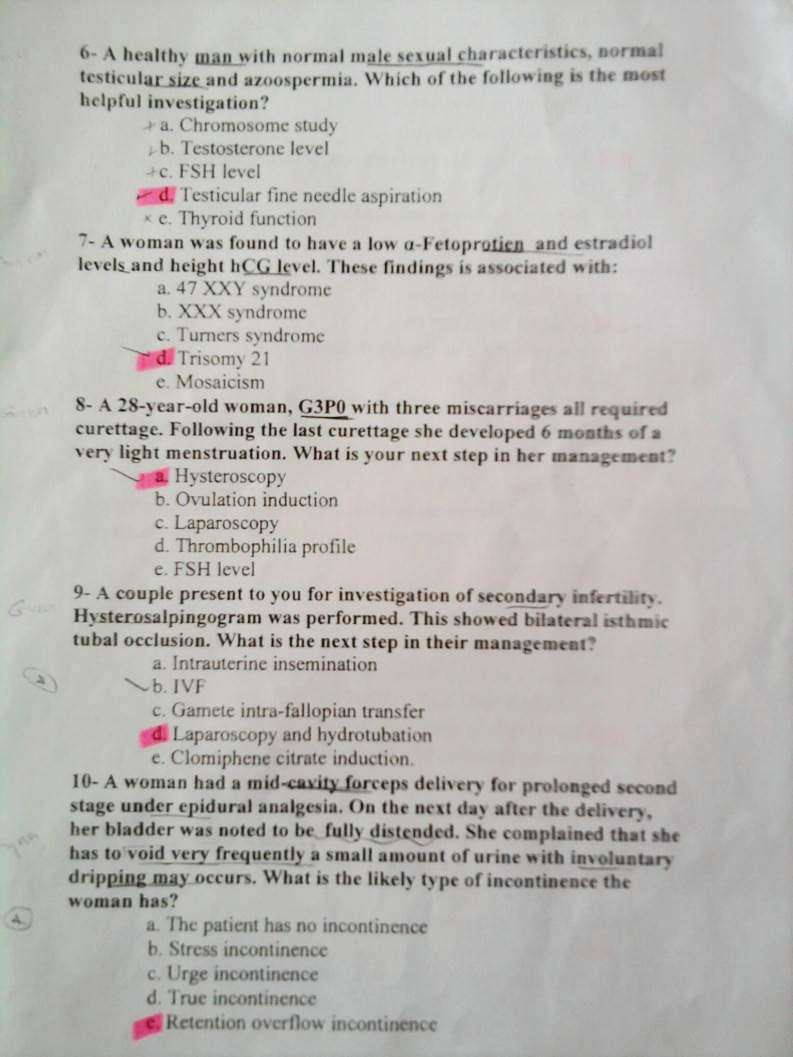 6- A healthy man with normal male sexual characteristics, normal
testicular size and azoospermia. Which of the following is the most
helpful investigation?
a. Chromosome study
b. Testosterone level
c. FSH level
d. Testicular fine needle aspiration
e. Thyroid function
7- A woman was found to have a low α-Fetoprotien and estradiol
levels and height hCG level. These findings is associated with:
a. 47 XXY syndrome
b. XXX syndrome
c. Turners syndrome
d. Trisomy 21
e. Mosaicism
8- A 28-year-old woman, G3P0 with three miscarriages all required
curettage. Following the last curettage she developed 6 months of a
very light menstruation. What is your next step in her management?
a. Hysteroscopy
b. Ovulation induction
c. Laparoscopy
d. Thrombophilia profile
e. FSH level
9- A couple present to you for investigation of secondary infertility.
Hysterosalpingogram was performed. This showed bilateral isthmic
tubal occlusion. What is the next step in their management?
a. Intrauterine insemination
b. IVF
c. Gamete intra-fallopian transfer
d. Laparoscopy and hydrotubation
e. Clomiphene citrate induction.
10- A woman had a mid-cavity forceps delivery for prolonged second
stage under epidural analgesia. On the next day after the delivery,
her bladder was noted to be fully distended. She complained that she
has to void very frequently a small amount of urine with involuntary
dripping may occurs. What is the likely type of incontinence the
woman has?
a. The patient has no incontinence
b. Stress incontinence
c. Urge incontinence
d. True incontinence
e. Retention overflow incontinence